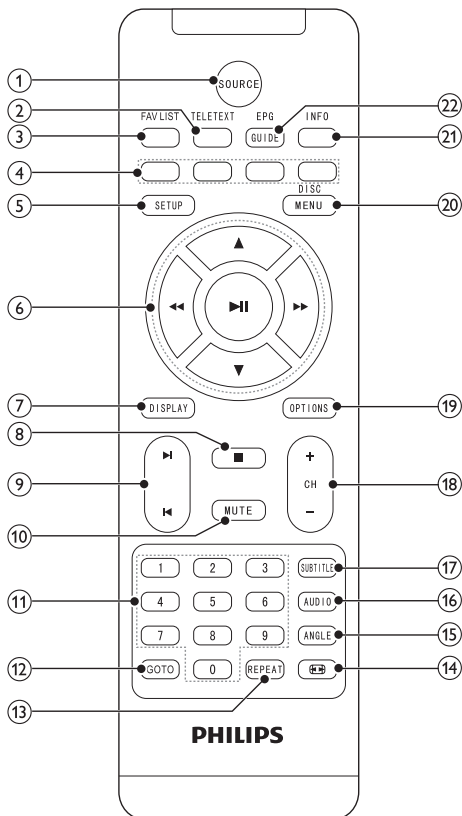 1
SOURCE
2
22
FAV LIST TELETEXT EPG INFO
3
GUIDE
21
4
DISC
5
SETUP
MENU
20
6
7
DISPLAY
OPTIONS
19
8
+
9
CH
18
−
10
MUTE
1 2 3
SUBTITLE
17
11
4 5 6
AUDIO
16
7 8 9
ANGLE
15
12
GOTO
0
REPEAT
14
13
PHILIPS